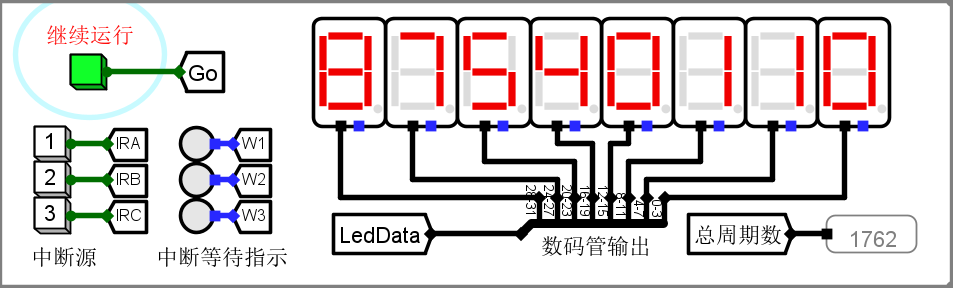 继续运行
Go
87540110
1 IRA W1
2 IRB W2
3 IRC W3
中断源
中断等待指示
28-31
24-27
20-23
16-19
12-15
8-11
4-7
0-3
LedData
数码管输出
总周期数
1762